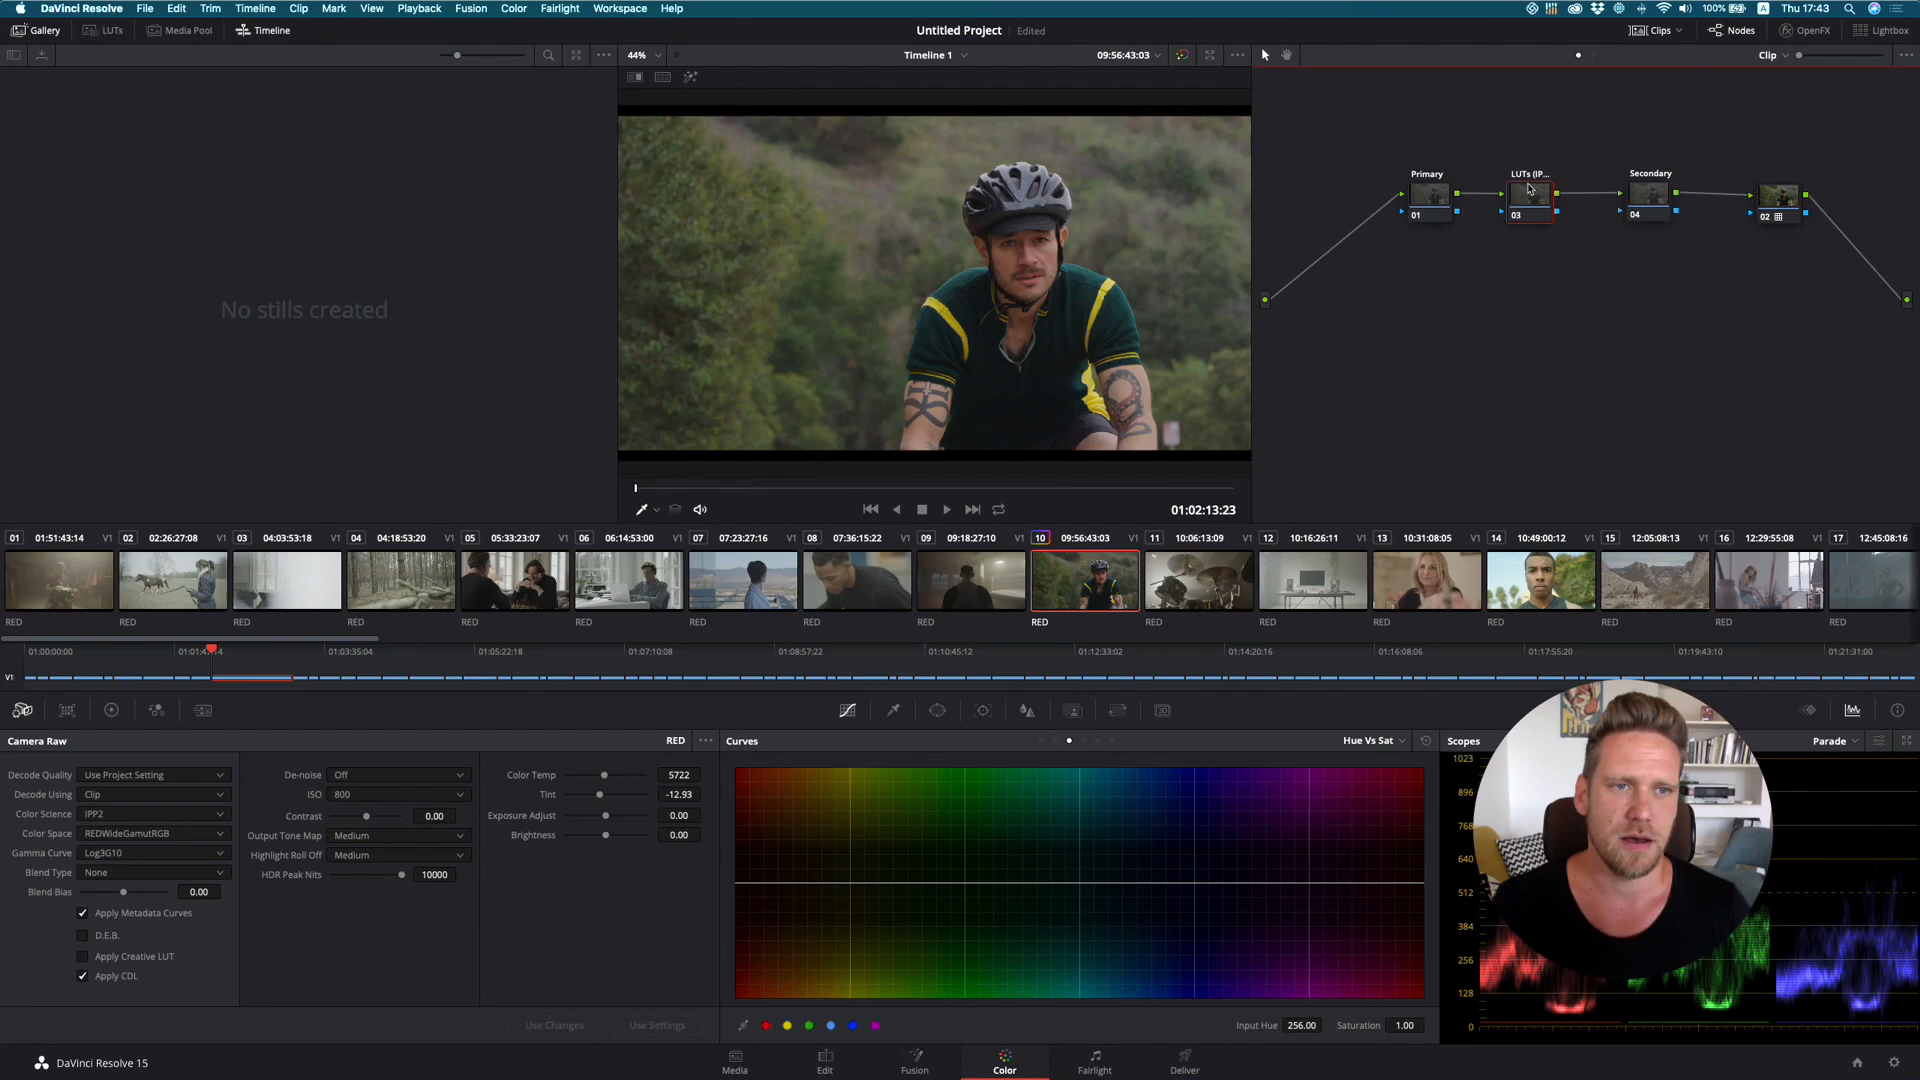 DaVinci Resolve File Edit Trim Timeline Clip Mark View Playback Fusion Color Fairlight Workspace Help 100% A Thu 17:43
Gallery LUTs Media Pool Timeline Untitled Project Edited Clips Nodes OpenFX Lightbox
44% Timeline 1 09:56:43:03 Clip
Primary LUTs (IP... Secondary
01 03 04 02
No stills created
01:02:13:23
01 01:51:43:14 V1 02 02:26:27:08 V1 03 04:03:53:18 V1 04 04:18:53:20 V1 05 05:33:23:07 V1 06 06:14:53:00 V1 07 07:23:27:16 V1 08 07:36:15:22 V1 09 09:18:27:10 V1 10 09:56:43:03 V1 11 10:06:13:09 V1 12 10:16:26:11 V1 13 10:31:08:05 V1 14 10:49:00:12 V1 15 12:05:08:13 V1 16 12:29:55:08 V1 17 12:45:08:16
RED RED RED RED RED RED RED RED RED RED RED RED RED RED RED RED RED
01:00:00:00 01:01:47:14 01:03:35:04 01:05:22:18 01:07:10:08 01:08:57:22 01:10:45:12 01:12:33:02 01:14:20:16 01:16:08:06 01:17:55:20 01:19:43:10 01:21:31:00
V1
Camera Raw RED Curves Hue Vs Sat Scopes Parade
Decode Quality Use Project Setting De-noise Off Color Temp 5722
Decode Using Clip ISO 800 Tint -12.93
Color Science IPP2 Contrast 0.00 Exposure Adjust 0.00
Color Space REDWideGamutRGB Output Tone Map Medium Brightness 0.00
Gamma Curve Log3G10 Highlight Roll Off Medium
Blend Type None HDR Peak Nits 10000
Blend Bias 0.00
Apply Metadata Curves
D.E.B.
Apply Creative LUT
Apply CDL
1023
896
768
640
512
384
256
128
0
Use Changes Use Settings Input Hue 256.00 Saturation 1.00
DaVinci Resolve 15 Media Edit Fusion Color Fairlight Deliver